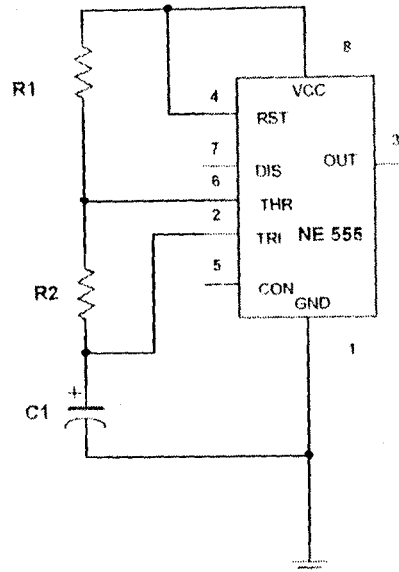 8
R1
4
VCC
RST
7
3
DIS
OUT
6
THR
2
TRI
NE 555
5
R2
CON
GND
1
+
C1